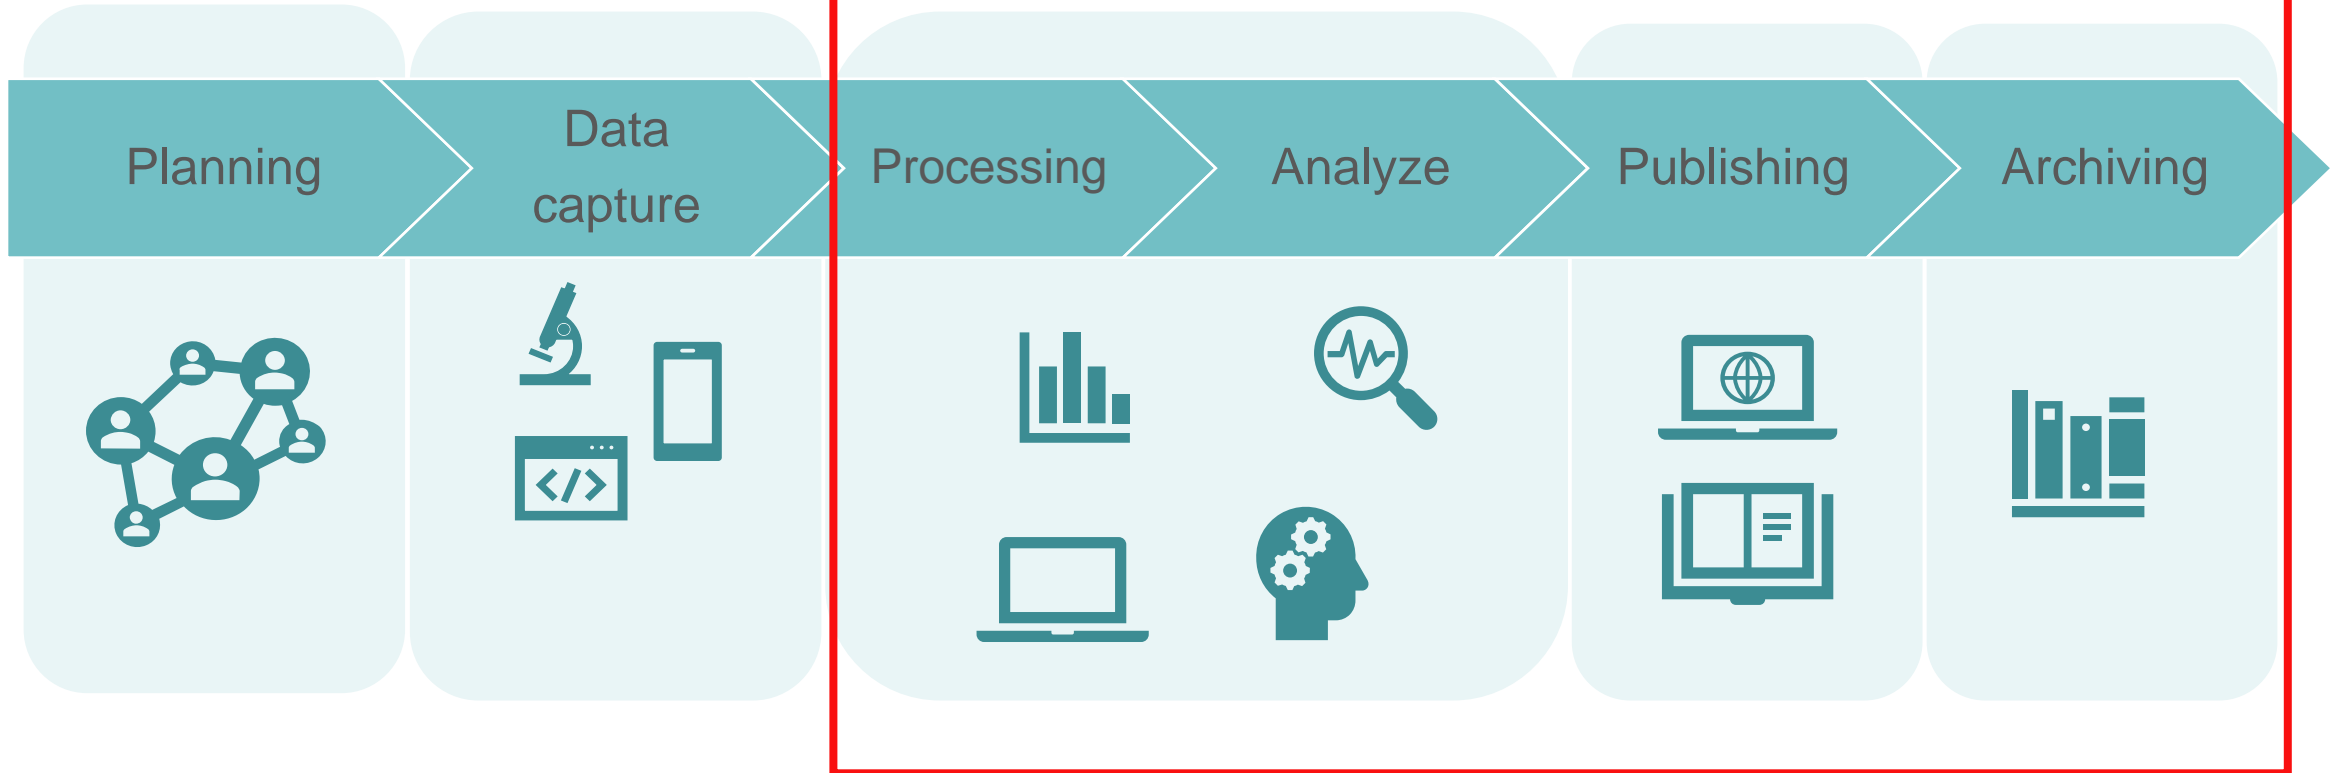 Planning
Data
capture
Processing
Analyze
Publishing
Archiving